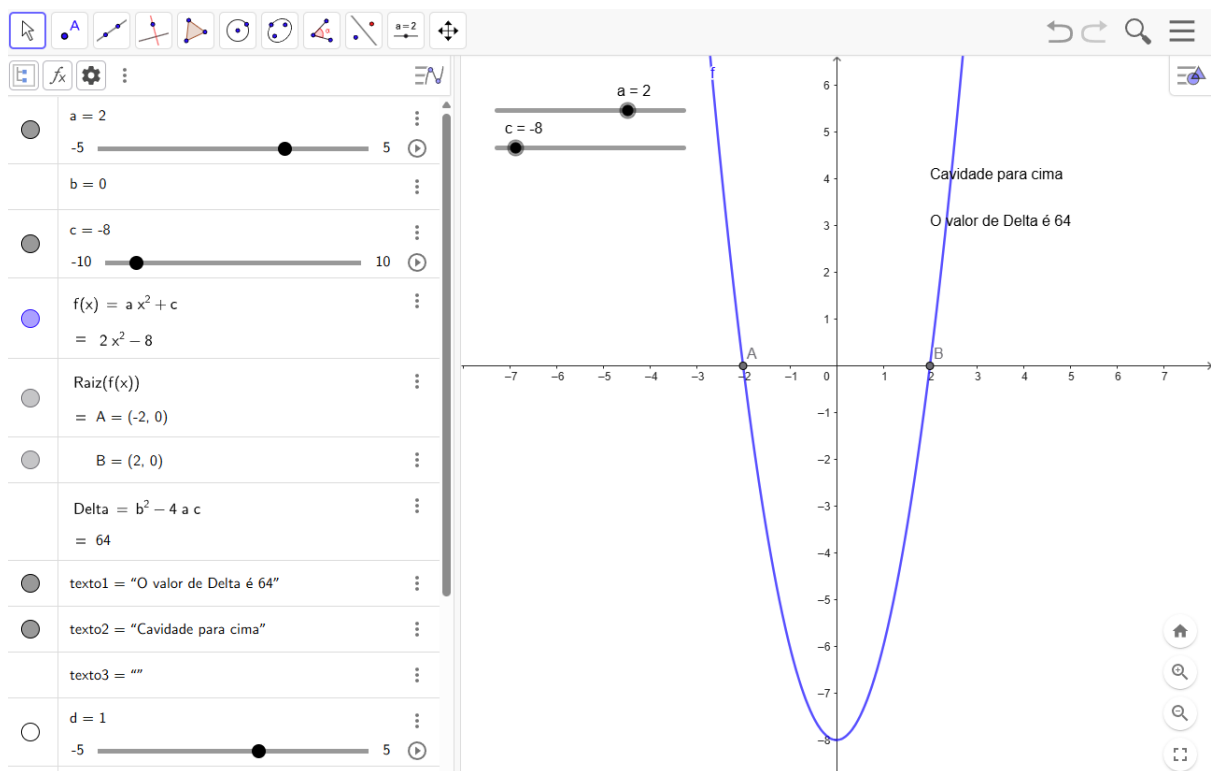 A
a=2
fx
a = 2
-5
5
b = 0
c = -8
-10
10
f(x) = a x² + c
= 2 x² − 8
Raiz(f(x))
= A = (-2, 0)
B = (2, 0)
Delta = b² − 4 a c
= 64
texto1 = “O valor de Delta é 64”
texto2 = “Cavidade para cima”
texto3 = “”
d = 1
-5
5
a = 2
c = -8
f
Cavidade para cima
O valor de Delta é 64
A
B
6
5
4
3
2
1
−7 −6 −5 −4 −3 −2 −1 0 1 2 3 4 5 6 7
−1
−2
−3
−4
−5
−6
−7
−8